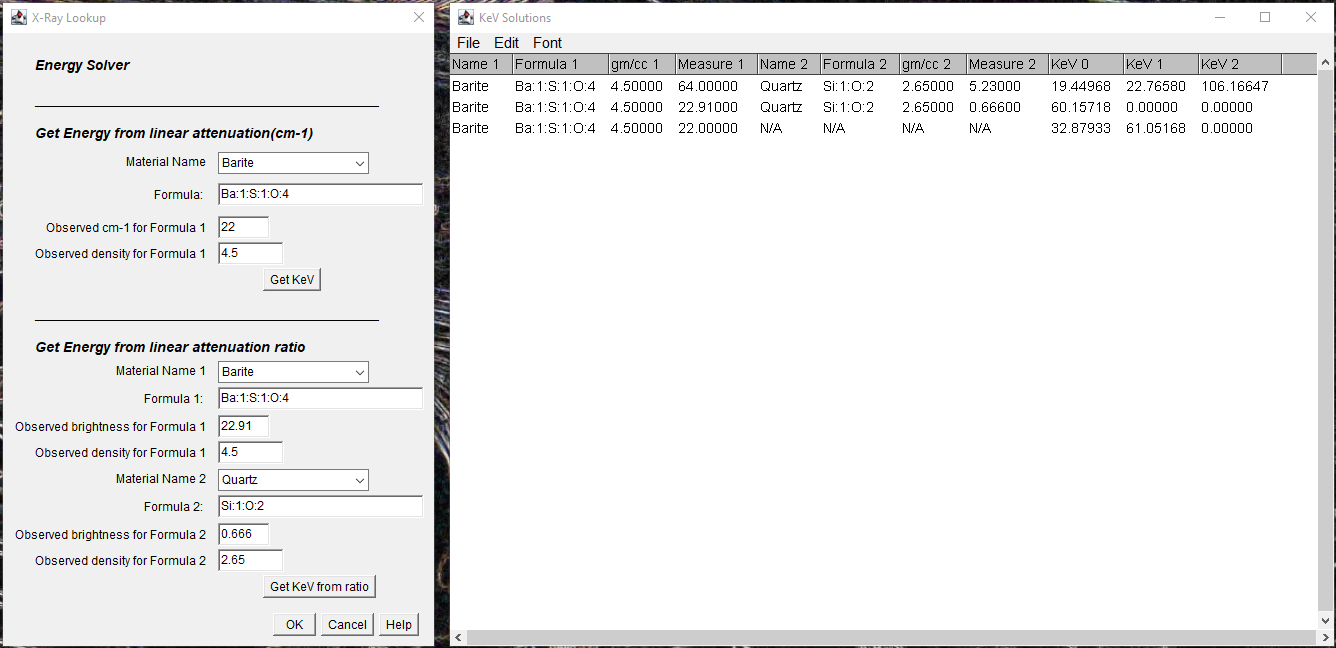 X-Ray Lookup
Energy Solver
Get Energy from linear attenuation(cm-1)
Material Name Barite
Formula: Ba:1:S:1:O:4
Observed cm-1 for Formula 1 22
Observed density for Formula 1 4.5
Get KeV
Get Energy from linear attenuation ratio
Material Name 1 Barite
Formula 1: Ba:1:S:1:O:4
Observed brightness for Formula 1 22.91
Observed density for Formula 1 4.5
Material Name 2 Quartz
Formula 2: Si:1:O:2
Observed brightness for Formula 2 0.666
Observed density for Formula 2 2.65
Get KeV from ratio
OK Cancel Help
KeV Solutions
File Edit Font
Name 1 Formula 1 gm/cc 1 Measure 1 Name 2 Formula 2 gm/cc 2 Measure 2 KeV 0 KeV 1 KeV 2
Barite Ba:1:S:1:O:4 4.50000 64.00000 Quartz Si:1:O:2 2.65000 5.23000 19.44968 22.76580 106.16647
Barite Ba:1:S:1:O:4 4.50000 22.91000 Quartz Si:1:O:2 2.65000 0.66600 60.15718 0.00000 0.00000
Barite Ba:1:S:1:O:4 4.50000 22.00000 N/A N/A N/A N/A 32.87933 61.05168 0.00000